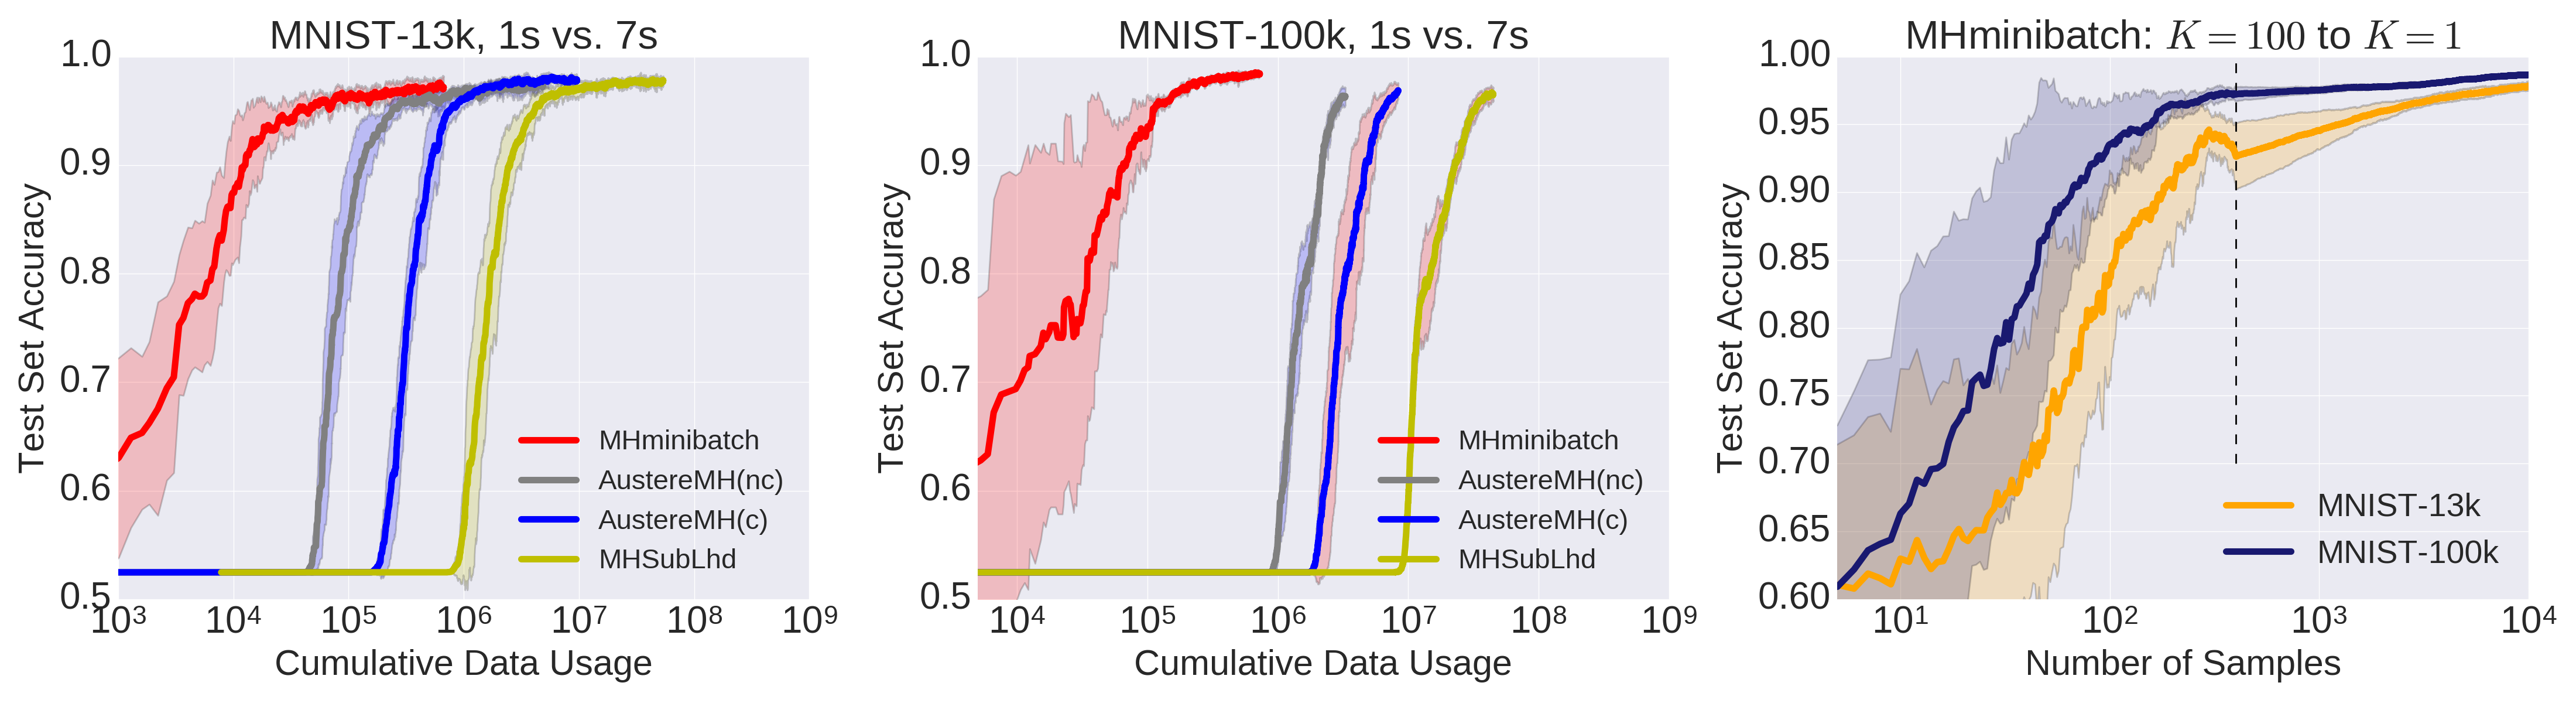 MNIST-13k, 1s vs. 7s
1.0
0.9
0.8
0.7
0.6
0.5
Test Set Accuracy
MHminibatch
AustereMH(nc)
AustereMH(c)
MHSubLhd
10³ 10⁴ 10⁵ 10⁶ 10⁷ 10⁸ 10⁹
Cumulative Data Usage
MNIST-100k, 1s vs. 7s
1.0
0.9
0.8
0.7
0.6
0.5
Test Set Accuracy
MHminibatch
AustereMH(nc)
AustereMH(c)
MHSubLhd
10⁴ 10⁵ 10⁶ 10⁷ 10⁸ 10⁹
Cumulative Data Usage
MHminibatch: K = 100 to K = 1
1.00
0.95
0.90
0.85
0.80
0.75
0.70
0.65
0.60
Test Set Accuracy
MNIST-13k
MNIST-100k
10¹ 10² 10³ 10⁴
Number of Samples